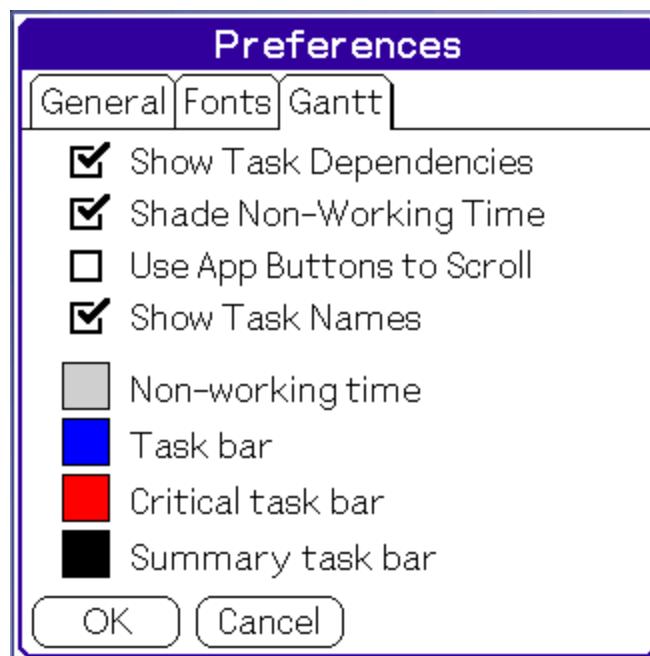 Preferences
General Fonts Gantt
Show Task Dependencies
Shade Non-Working Time
Use App Buttons to Scroll
Show Task Names
Non-working time
Task bar
Critical task bar
Summary task bar
OK Cancel